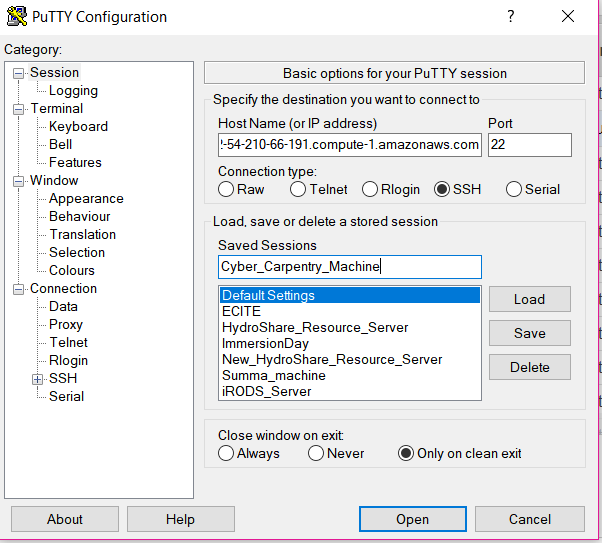 PuTTY Configuration ?
Category:
Session
Logging
Terminal
Keyboard
Bell
Features
Window
Appearance
Behaviour
Translation
Selection
Colours
Connection
Data
Proxy
Telnet
Rlogin
SSH
Serial
Basic options for your PuTTY session
Specify the destination you want to connect to
Host Name (or IP address) Port
-54-210-66-191.compute-1.amazonaws.com 22
Connection type:
Raw Telnet Rlogin SSH Serial
Load, save or delete a stored session
Saved Sessions
Cyber_Carpentry_Machine
Default Settings
ECITE
HydroShare_Resource_Server
ImmersionDay
New_HydroShare_Resource_Server
Summa_machine
iRODS_Server
Load
Save
Delete
Close window on exit:
Always Never Only on clean exit
About Help Open Cancel